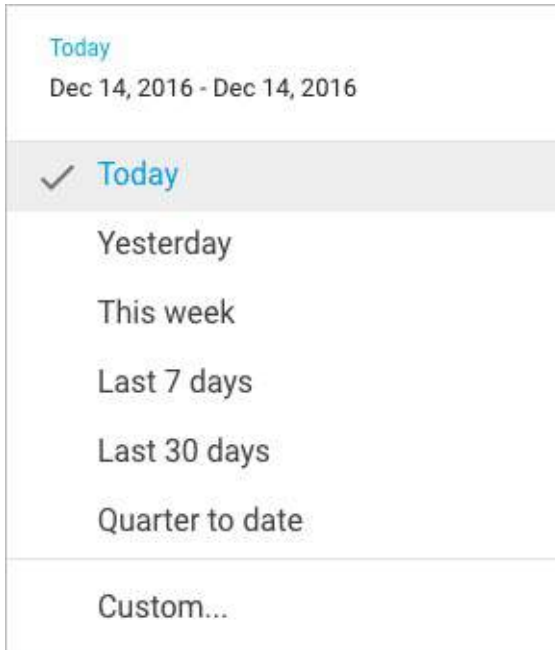 Today
Dec 14, 2016 - Dec 14, 2016
Today
Yesterday
This week
Last 7 days
Last 30 days
Quarter to date
Custom...